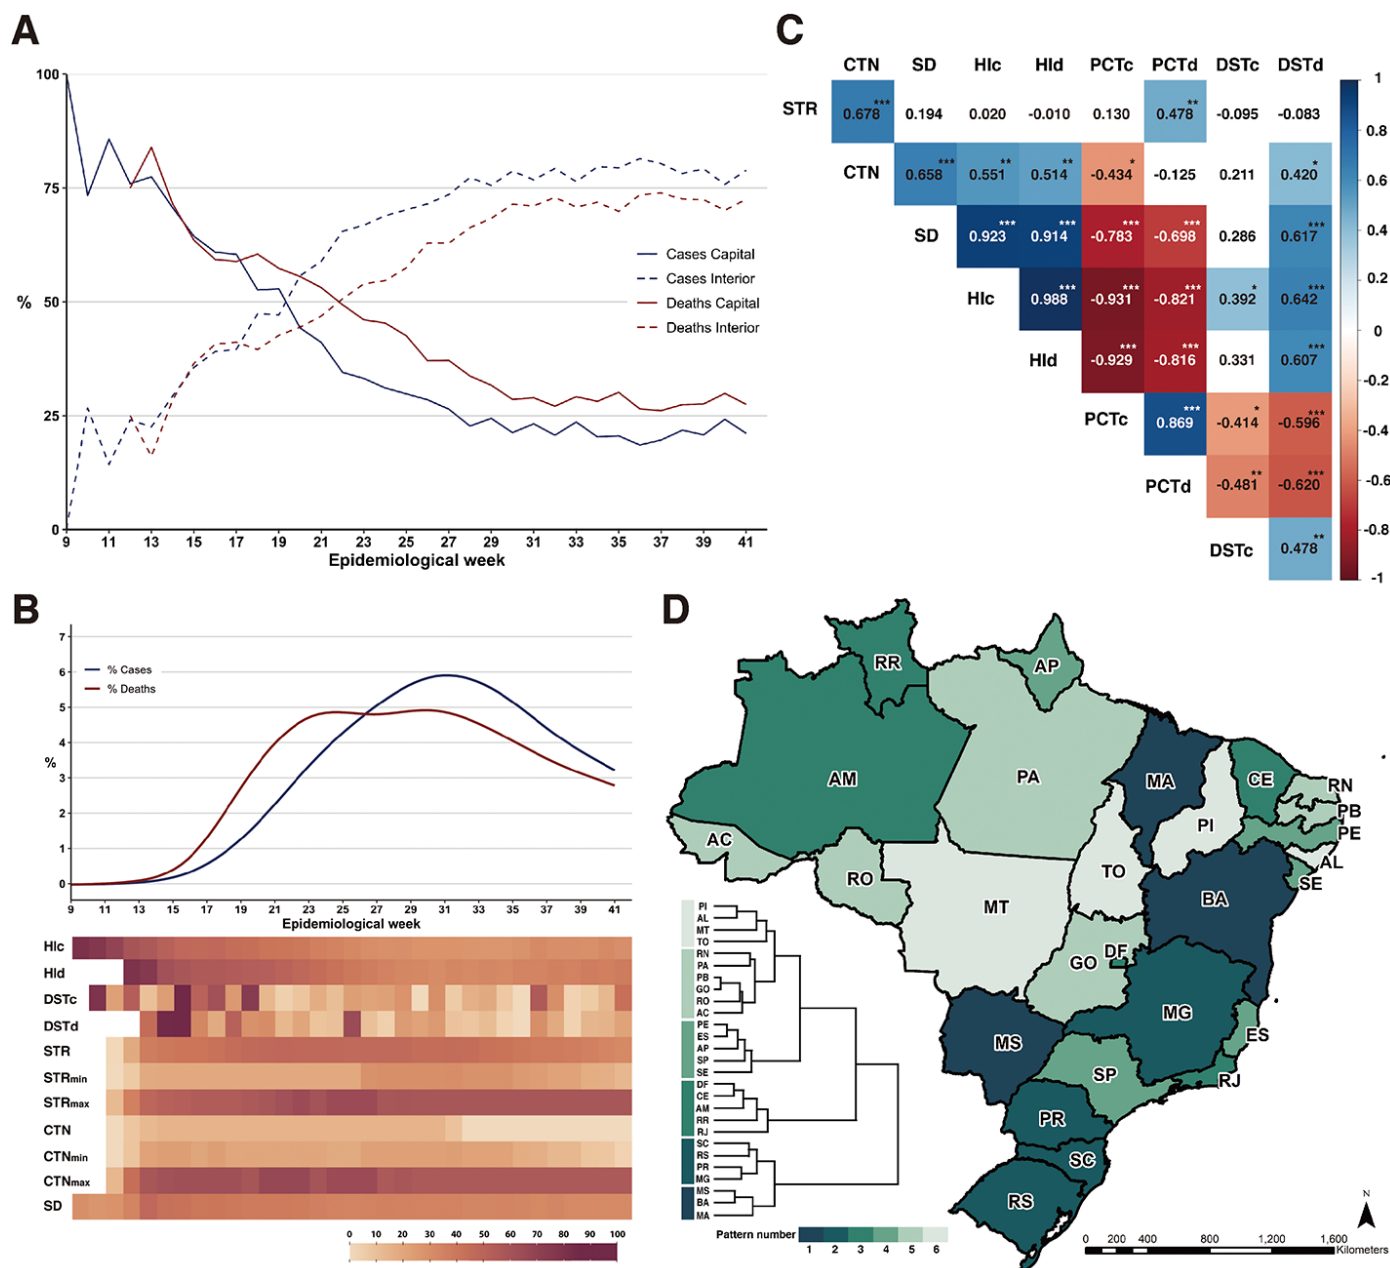 A
100
75
50
25
0
%
Cases Capital
Cases Interior
Deaths Capital
Deaths Interior
9 11 13 15 17 19 21 23 25 27 29 31 33 35 37 39 41
Epidemiological week
C
CTN SD HIc HId PCTc PCTd DSTc DSTd
STR 0.678*** 0.194 0.020 -0.010 0.130 0.478** -0.095 -0.083
CTN 0.658*** 0.551** 0.514** -0.434* -0.125 0.211 0.420*
SD 0.923*** 0.914*** -0.783*** -0.698*** 0.286 0.617***
HIc 0.988*** -0.931*** -0.821*** 0.392* 0.642***
HId -0.929*** -0.816*** 0.331 0.607***
PCTc 0.869*** -0.414* -0.596***
PCTd -0.481** -0.620***
DSTc 0.478**
1
0.8
0.6
0.4
0.2
0
-0.2
-0.4
-0.6
-0.8
-1
B
7
6
5
4
3
2
1
0
%
% Cases
% Deaths
9 11 13 15 17 19 21 23 25 27 29 31 33 35 37 39 41
Epidemiological week
HIc
HId
DSTc
DSTd
STR
STRmin
STRmax
CTN
CTNmin
CTNmax
SD
0 10 20 30 40 50 60 70 80 90 100
D
RR
AP
AM
PA
MA
CE
RN
PB
PI
PE
AC
AL
RO
TO
SE
MT
BA
GO
DF
MG
MS
ES
SP
RJ
PR
SC
RS
PI
AL
MT
TO
RN
PA
PB
GO
RO
AC
PE
ES
AP
SP
SE
DF
CE
AM
RR
RJ
SC
RS
PR
MG
MS
BA
MA
Pattern number
1 2 3 4 5 6
N
0 200 400 800 1,200 1,600
Kilometers